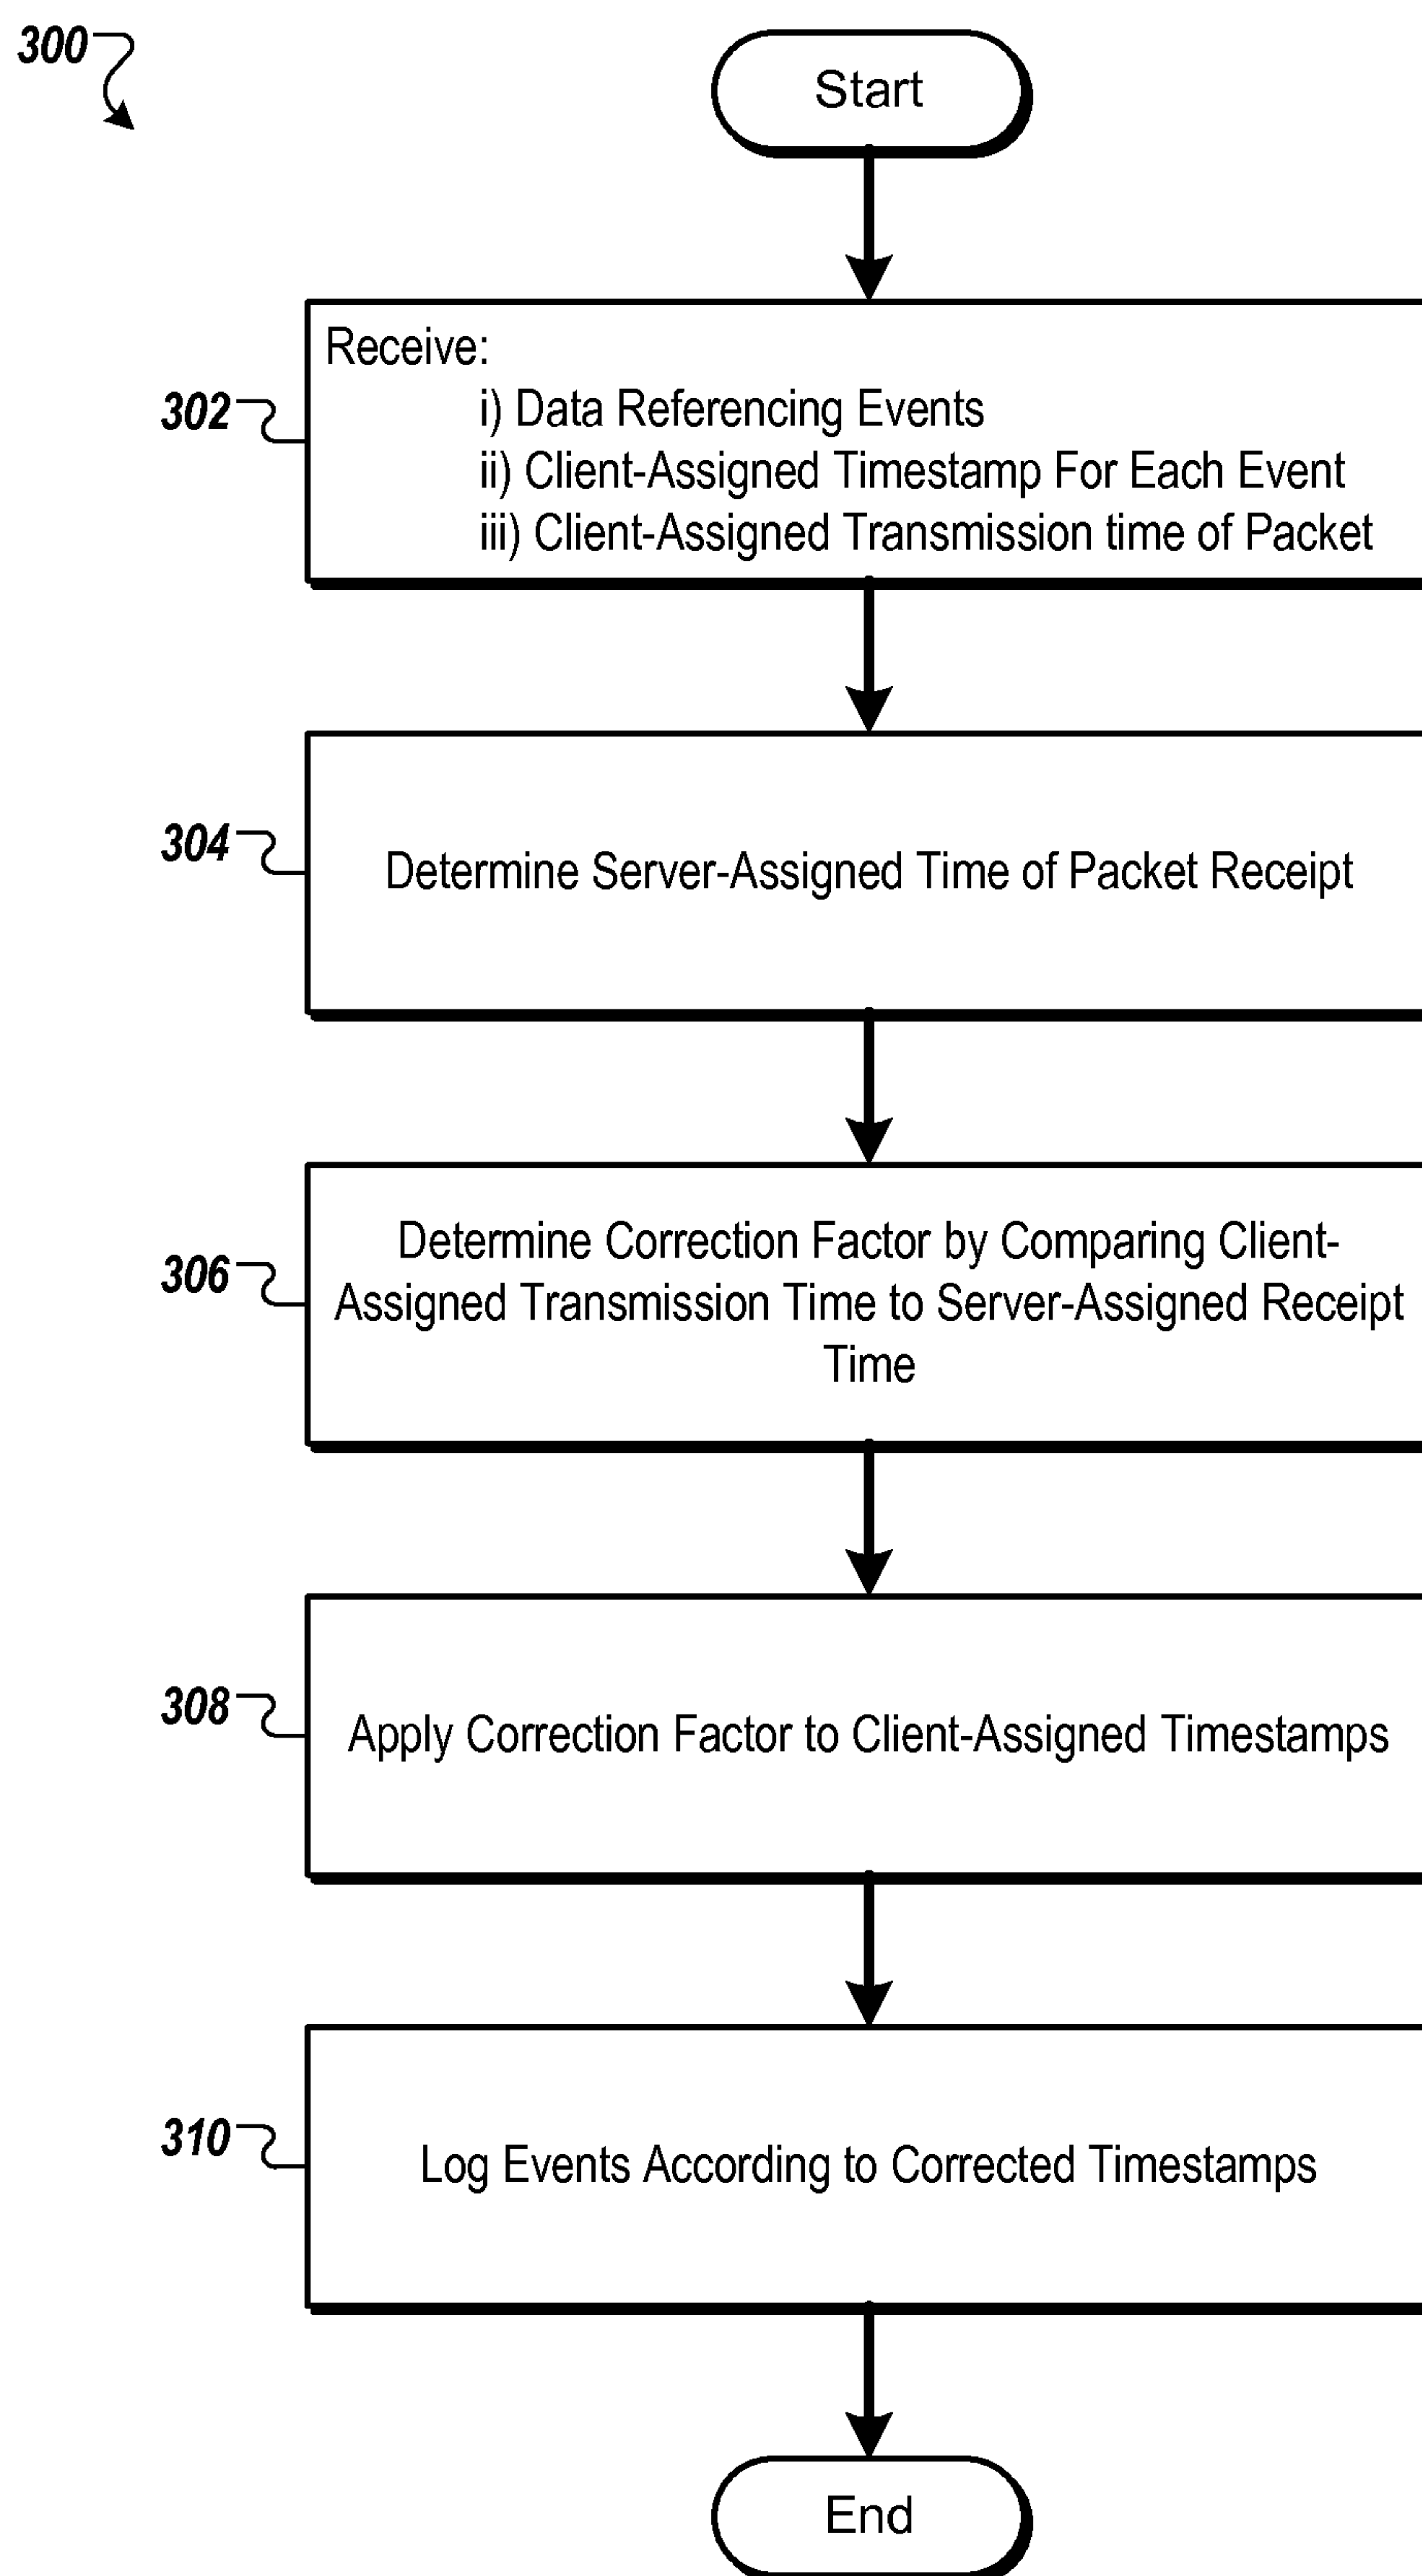 300
Start
302
Receive:
i) Data Referencing Events
ii) Client-Assigned Timestamp For Each Event
iii) Client-Assigned Transmission time of Packet
304
Determine Server-Assigned Time of Packet Receipt
306
Determine Correction Factor by Comparing Client-
Assigned Transmission Time to Server-Assigned Receipt
Time
308
Apply Correction Factor to Client-Assigned Timestamps
310
Log Events According to Corrected Timestamps
End